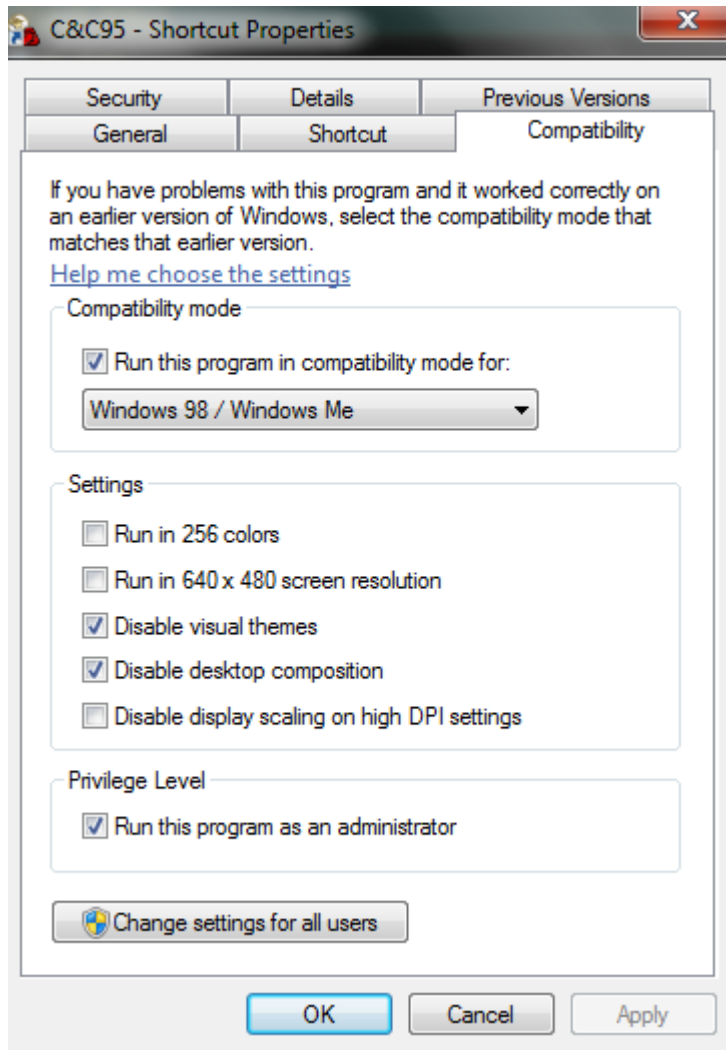 C&C95 - Shortcut Properties
Security Details Previous Versions
General Shortcut Compatibility
If you have problems with this program and it worked correctly on
an earlier version of Windows, select the compatibility mode that
matches that earlier version.
Help me choose the settings
Compatibility mode
Run this program in compatibility mode for:
Windows 98 / Windows Me
Settings
Run in 256 colors
Run in 640 x 480 screen resolution
Disable visual themes
Disable desktop composition
Disable display scaling on high DPI settings
Privilege Level
Run this program as an administrator
Change settings for all users
OK Cancel Apply